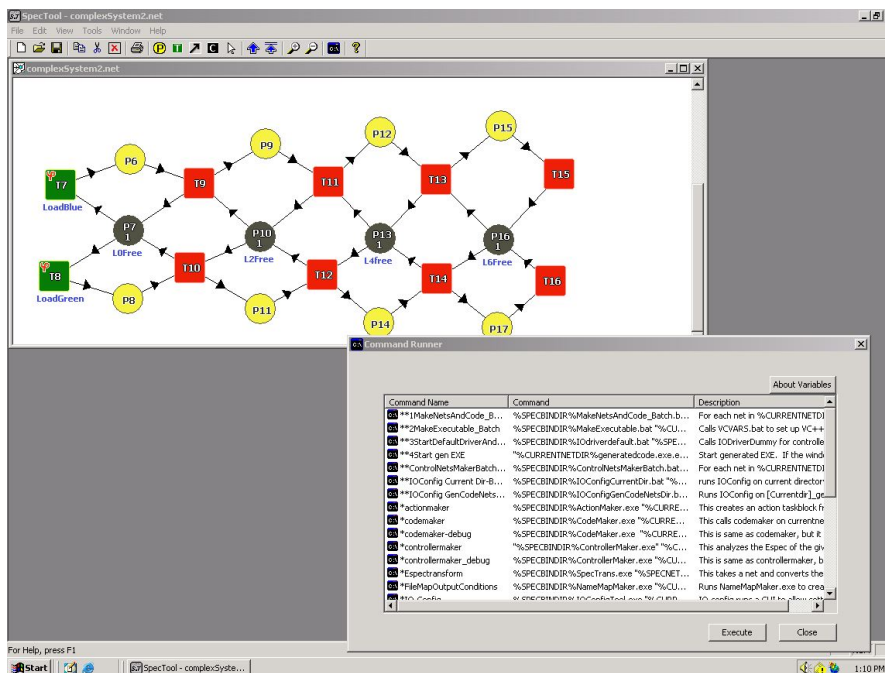 SpecTool - complexSystem2.net
File Edit View Tools Window Help
P T C C:\ ?
complexSystem2.net
P15
P12
P9
P6
T7 T9 T11 T13 T15
LoadBlue
P7 P10 P13 P16
1 1 1 1
L0Free L2Free L4free L6Free
T8 T10 T12 T14 T16
LoadGreen
P8 P11 P14 P17
Command Runner
About Variables
Command Name Command Description
**1MakeNetsAndCode_B... %SPECBINDIR%MakeNetsAndCode_Batch.b... For each net in %CURRENTNETDI
**2MakeExecutable_Batch %SPECBINDIR%MakeExecutable.bat "%CU... Calls VCVARS.bat to set up VC++
**3StartDefaultDriverAnd... %SPECBINDIR%IOdriverdefault.bat "%SPE... Calls IODriverDummy for controlle
**4Start gen EXE "%CURRENTNETDIR%generatedcode.exe.e... Start generated EXE. If the wind
**ControlNetsMakerBatch... %SPECBINDIR%ControlNetsMakerBatch.bat... For each net in %CURRENTNETDI
**IOConfig Current Dir-B... %SPECBINDIR%IOConfigCurrentDir.bat "%... runs IOConfig on current director
**IOConfig GenCodeNets... %SPECBINDIR%IOConfigGenCodeNetsDir.b... Runs IOConfig on [Currentdir]_ge
*actionmaker %SPECBINDIR%ActionMaker.exe "%CURRE... This creates an action taskblock fr
*codemaker %SPECBINDIR%CodeMaker.exe "%CURRE... This calls codemaker on currentne
*codemaker-debug %SPECBINDIR%CodeMaker.exe "%CURRE... This is same as codemaker, but it
*controllermaker "%SPECBINDIR%ControllerMaker.exe" "%C... This analyzes the Espec of the giv
*controllermaker_debug %SPECBINDIR%ControllerMaker.exe "%CU... This is same as controllermaker, b
*Espectransform %SPECBINDIR%SpecTrans.exe "%SPECNET... This takes a net and converts the
*FileMapOutputConditions %SPECBINDIR%NameMapMaker.exe "%CU... Runs NameMapMaker.exe to crea
Execute Close
For Help, press F1
Start SpecTool - complexSyste... 1:10 PM